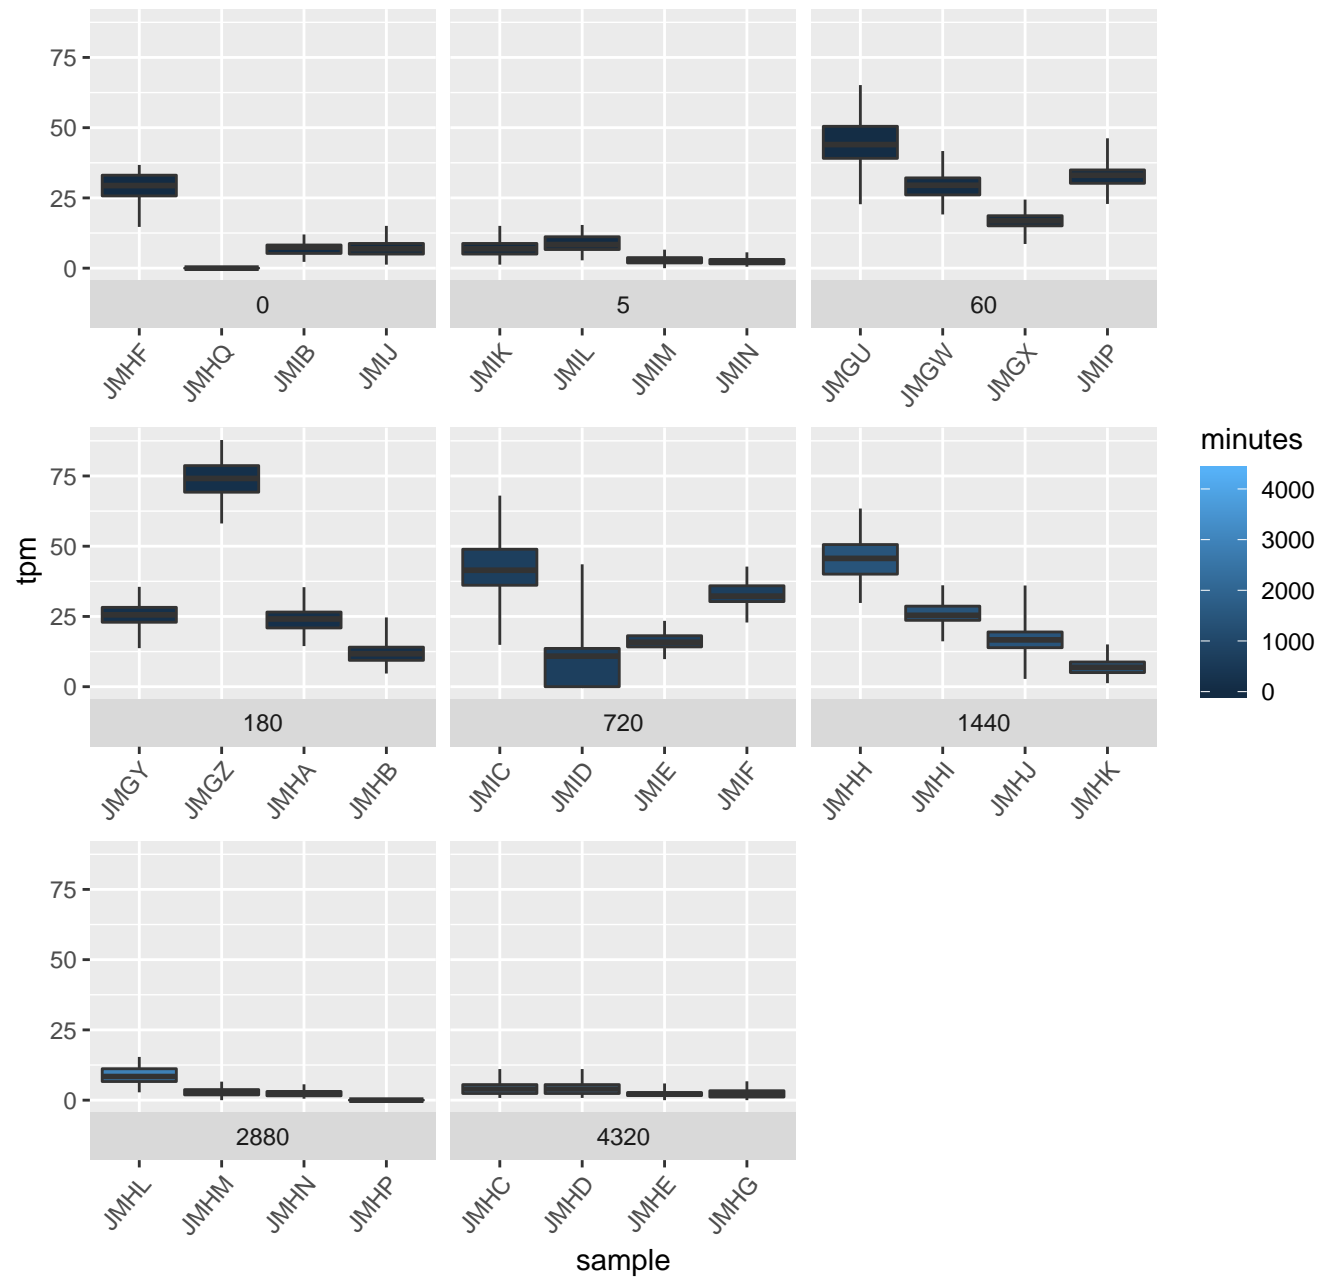 75
50
25
0
0
5
60
JMHF JMHQ JMIB JMIJ
JMIK JMIL JMIM JMIN
JMGU JMGW JMGX JMIP
tpm
75
50
25
0
180
720
1440
JMGY JMGZ JMHA JMHB
JMIC JMID JMIE JMIF
JMHH JMHI JMHJ JMHK
75
50
25
0
2880
4320
JMHL JMHM JMHN JMHP
JMHC JMHD JMHE JMHG
sample
minutes
4000
3000
2000
1000
0